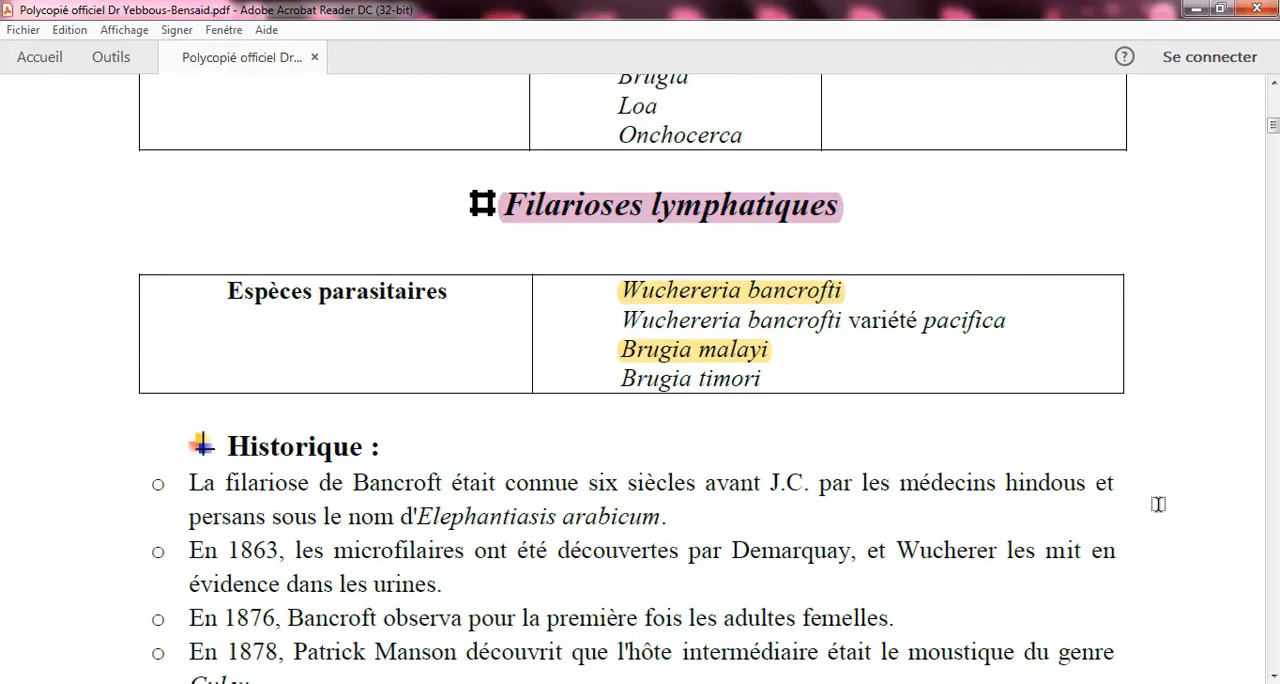 Polycopié officiel Dr Yebbous-Bensaid.pdf - Adobe Acrobat Reader DC (32-bit)
Fichier Edition Affichage Signer Fenêtre Aide
Accueil Outils Polycopié officiel Dr... × ? Se connecter
Brugia
Loa
Onchocerca
Filarioses lymphatiques
Espèces parasitaires
Wuchereria bancrofti
Wuchereria bancrofti variété pacifica
Brugia malayi
Brugia timori
Historique :
o La filariose de Bancroft était connue six siècles avant J.C. par les médecins hindous et
persans sous le nom d'Elephantiasis arabicum.
o En 1863, les microfilaires ont été découvertes par Demarquay, et Wucherer les mit en
évidence dans les urines.
o En 1876, Bancroft observa pour la première fois les adultes femelles.
o En 1878, Patrick Manson découvrit que l'hôte intermédiaire était le moustique du genre